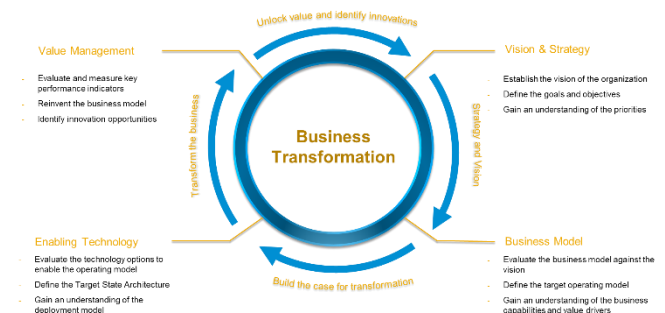 Unlock value and identify innovations
Value Management
- Evaluate and measure key
performance indicators
- Reinvent the business model
- Identify innovation opportunities
Vision & Strategy
- Establish the vision of the organization
- Define the goals and objectives
- Gain an understanding of the priorities
Transform the business
Business
Transformation
Strategy and Vision
Enabling Technology
- Evaluate the technology options to
enable the operating model
- Define the Target State Architecture
- Gain an understanding of the
deployment model
Build the case for transformation
Business Model
- Evaluate the business model against the
vision
- Define the target operating model
- Gain an understanding of the business
capabilities and value drivers